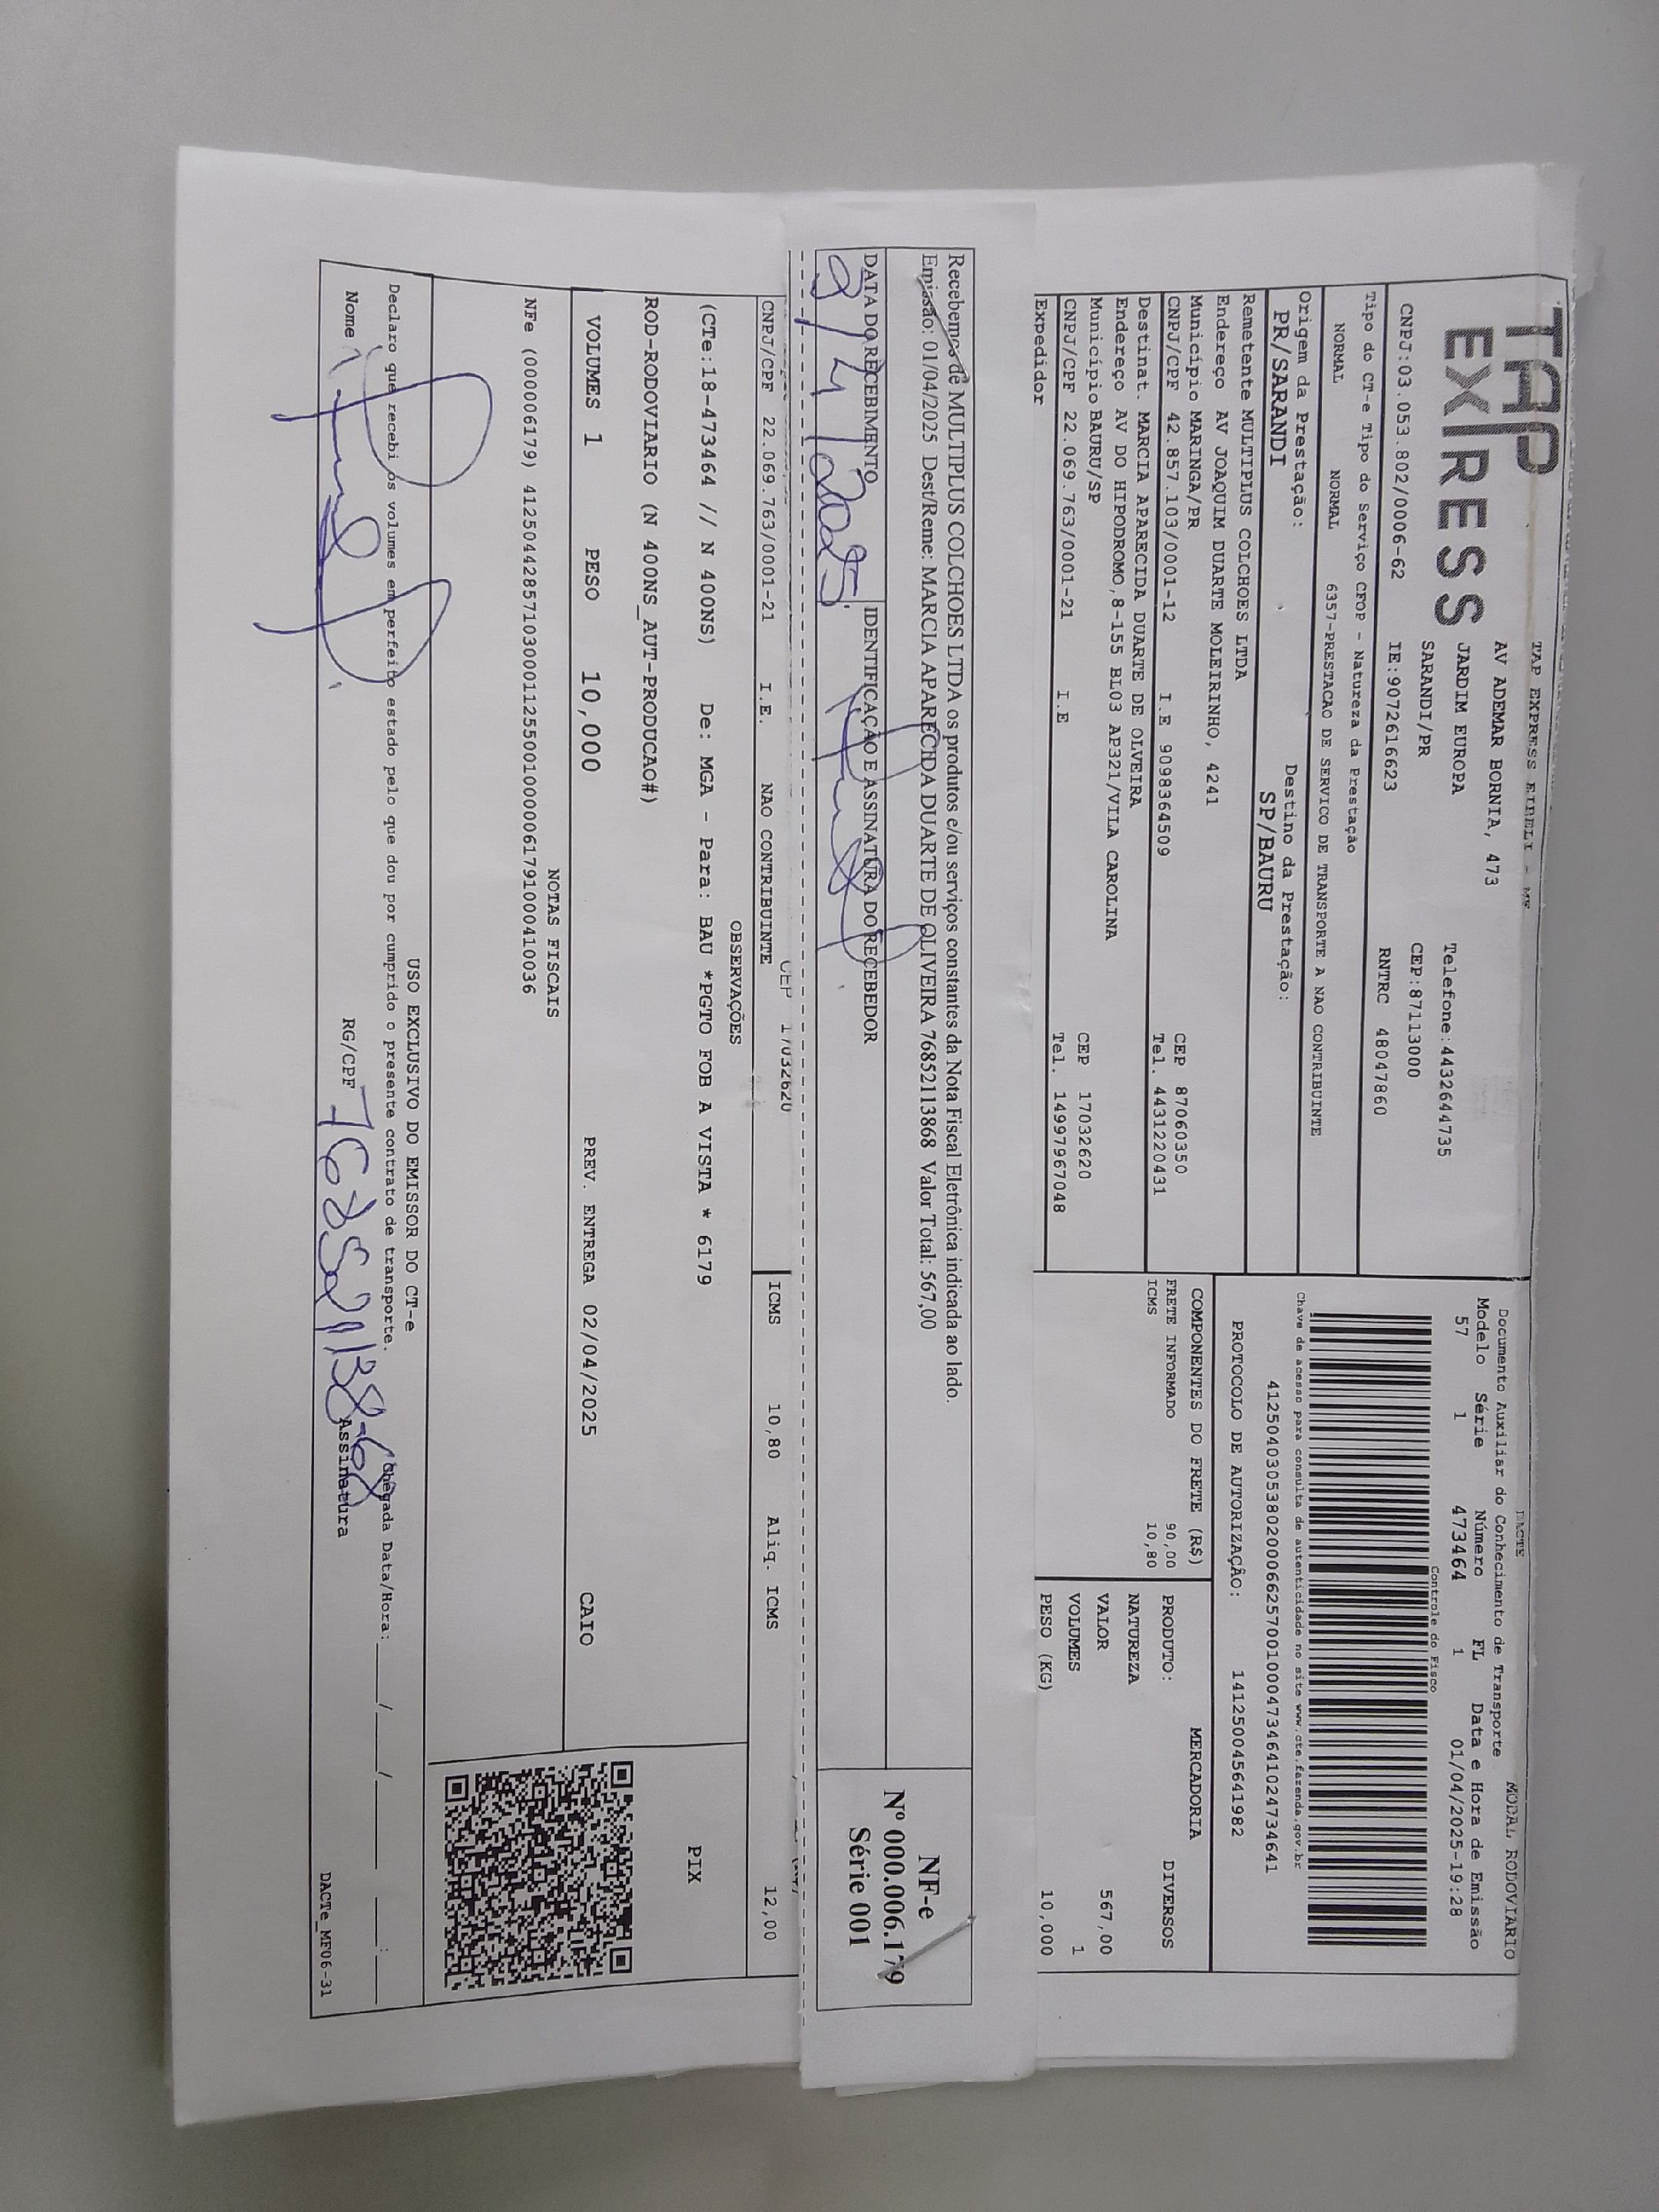 TAP EXPRESS
TAP EXPRESS EIRELI - ME
AV ADEMAR BORNIA, 473
JARDIM EUROPA
SARANDI/PR
Telefone:4432644735
CEP:87113000
CNPJ:03.053.802/0006-62 IE:9072616623 RNTRC 48047860
Tipo do CT-e Tipo do Serviço CFOP - Natureza da Prestação
NORMAL NORMAL 6357-PRESTACAO DE SERVICO DE TRANSPORTE A NAO CONTRIBUINTE
Origem da Prestação: Destino da Prestação:
PR/SARANDI SP/BAURU
Remetente MULTIPLUS COLCHOES LTDA
Endereço AV JOAQUIM DUARTE MOLEIRINHO, 4241
Município MARINGA/PR CEP 87060350
CNPJ/CPF 42.857.103/0001-12 I.E 9098364509 Tel. 4431220431
Destinat. MARCIA APARECIDA DUARTE DE OLVEIRA
Endereço AV DO HIPODROMO,8-155 BL03 AP321/VILA CAROLINA
Município BAURU/SP CEP 17032620
CNPJ/CPF 22.069.763/0001-21 I.E Tel. 14997967048
Expedidor
DACTE MODAL RODOVIARIO
Documento Auxiliar do Conhecimento de Transporte
Modelo Série Número FL Data e Hora de Emissão
57 1 473464 1 01/04/2025-19:28
Controle do Fisco
Chave de acesso para consulta de autenticidade no site www.cte.fazenda.gov.br
41250403053802000662570010004734641024734641
PROTOCOLO DE AUTORIZAÇÃO: 141250045641982
COMPONENTES DO FRETE (R$)
FRETE INFORMADO 90,00
ICMS 10,80
MERCADORIA
PRODUTO: DIVERSOS
NATUREZA
VALOR 567,00
VOLUMES 1
PESO (KG) 10,000
Recebemos de MULTIPLUS COLCHOES LTDA os produtos e/ou serviços constantes da Nota Fiscal Eletrônica indicada ao lado.
Emissão: 01/04/2025 Dest/Reme: MARCIA APARECIDA DUARTE DE OLIVEIRA 76852113868 Valor Total: 567,00
DATA DO RECEBIMENTO IDENTIFICAÇÃO E ASSINATURA DO RECEBEDOR
2/4/2025
NF-e
Nº 000.006.179
Série 001
CEP 17032620
CNPJ/CPF 22.069.763/0001-21 I.E. NAO CONTRIBUINTE ICMS 10,80 Aliq. ICMS 12,00
OBSERVAÇÕES
(CTe:18-473464 // N 400NS) De: MGA - Para: BAU *PGTO FOB A VISTA * 6179
ROD-RODOVIARIO (N 400NS_AUT-PRODUCAO#)
PIX
VOLUMES 1 PESO 10,000 PREV. ENTREGA 02/04/2025 CAIO
NOTAS FISCAIS
NFe (000006179) 41250442857103000112550010000061791000410036
USO EXCLUSIVO DO EMISSOR DO CT-e
Declaro que recebi os volumes em perfeito estado pelo que dou por cumprido o presente contrato de transporte. Chegada Data/Hora:___/___/_____ ___:___
Nome RG/CPF 768521138-68 Assinatura
DACTe_MF06-31